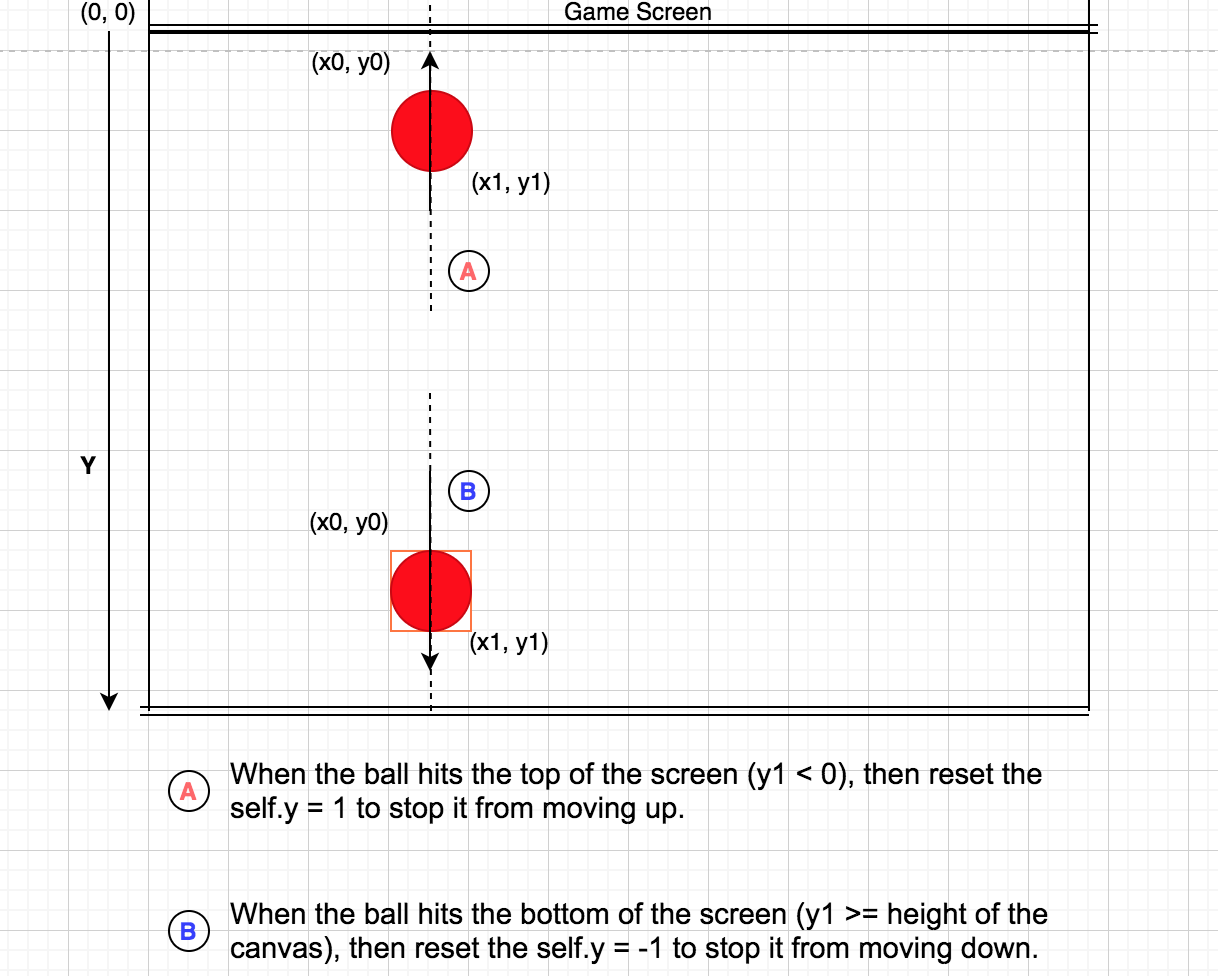 (0, 0)
Game Screen
(x0, y0)
(x1, y1)
A
Y
B
(x0, y0)
(x1, y1)
A
When the ball hits the top of the screen (y1 < 0), then reset the
self.y = 1 to stop it from moving up.
B
When the ball hits the bottom of the screen (y1 >= height of the
canvas), then reset the self.y = -1 to stop it from moving down.